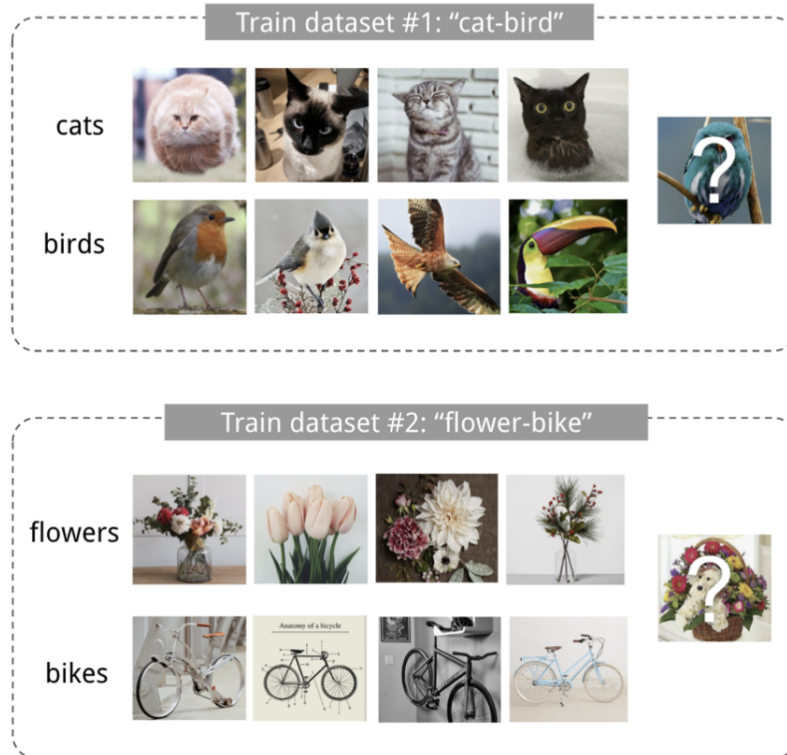 Train dataset #1: “cat-bird”
cats
?
birds
Train dataset #2: “flower-bike”
flowers
?
Anatomy of a bicycle
bikes